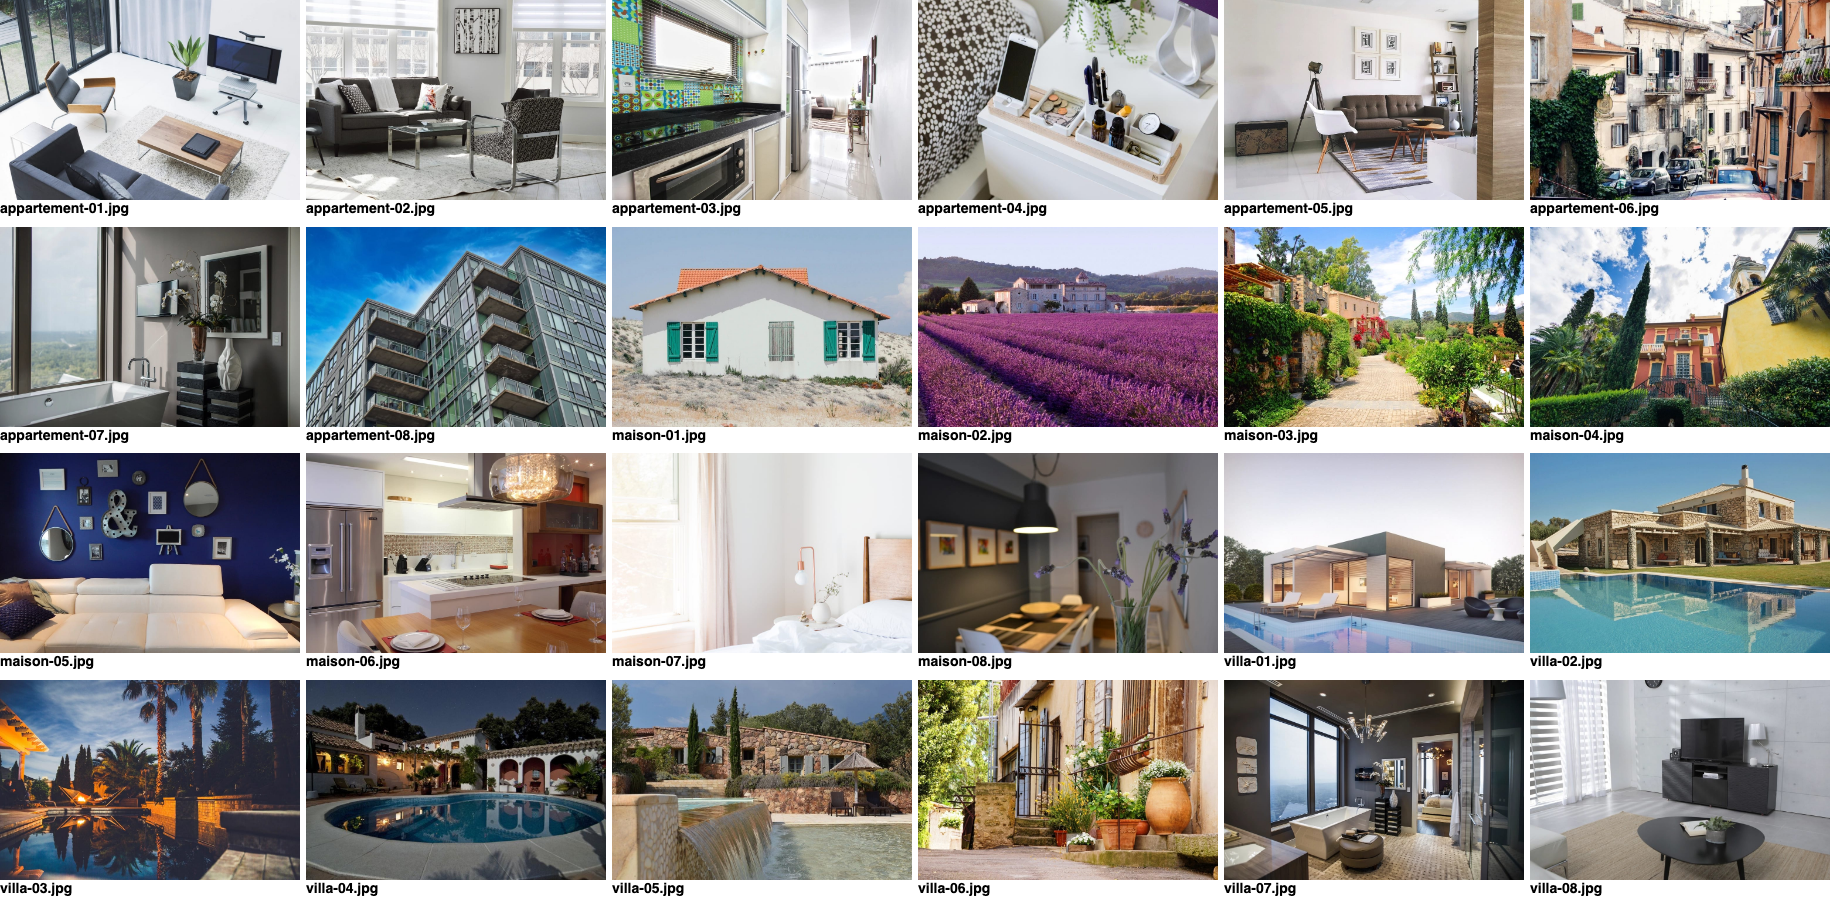 appartement-01.jpg
appartement-02.jpg
appartement-03.jpg
appartement-04.jpg
appartement-05.jpg
appartement-06.jpg
appartement-07.jpg
appartement-08.jpg
maison-01.jpg
maison-02.jpg
maison-03.jpg
maison-04.jpg
&
maison-05.jpg
maison-06.jpg
maison-07.jpg
maison-08.jpg
villa-01.jpg
villa-02.jpg
villa-03.jpg
villa-04.jpg
villa-05.jpg
villa-06.jpg
villa-07.jpg
villa-08.jpg